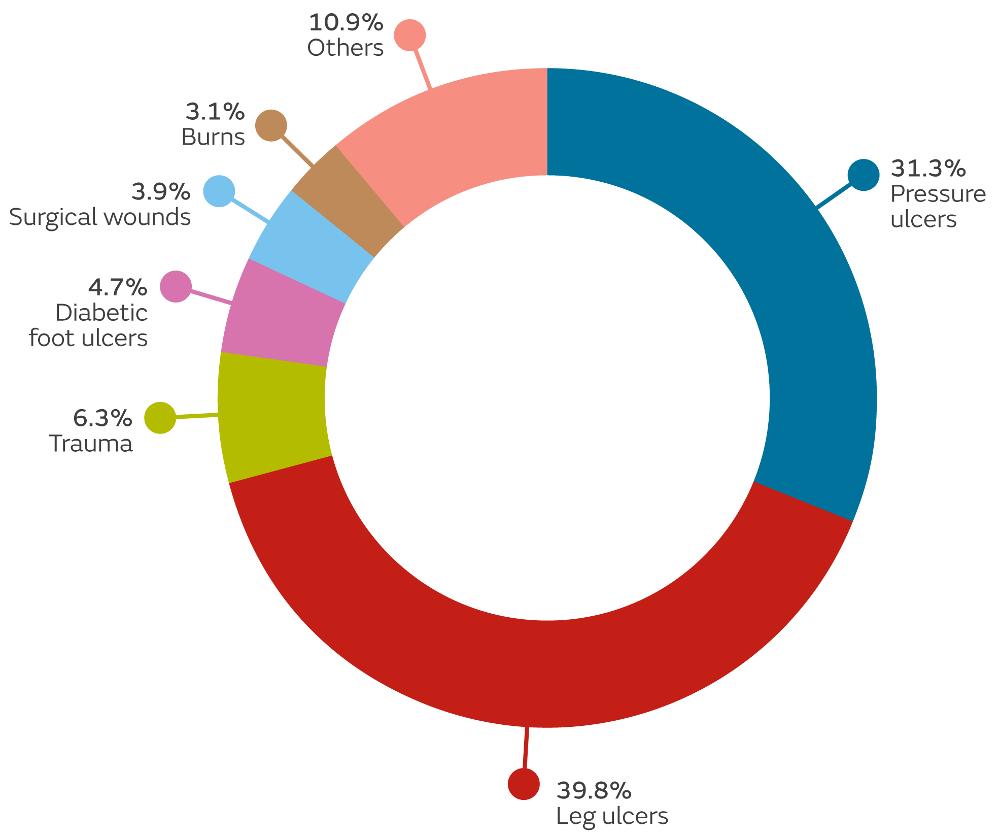 10.9%
Others
3.1%
Burns
31.3%
Pressure
ulcers
3.9%
Surgical wounds
4.7%
Diabetic
foot ulcers
6.3%
Trauma
39.8%
Leg ulcers